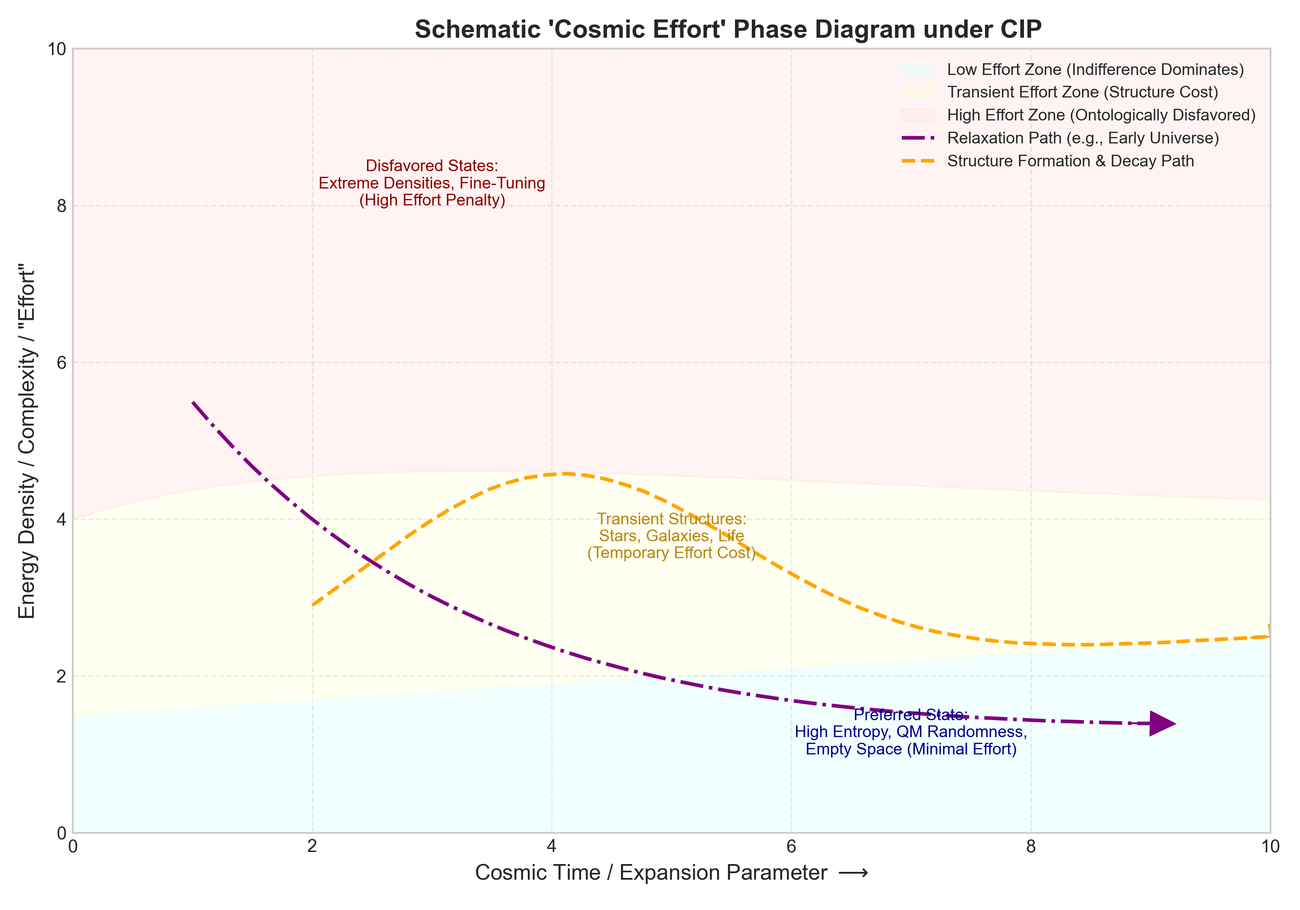 Schematic 'Cosmic Effort' Phase Diagram under CIP
Low Effort Zone (Indifference Dominates)
Transient Effort Zone (Structure Cost)
High Effort Zone (Ontologically Disfavored)
Relaxation Path (e.g., Early Universe)
Structure Formation & Decay Path
Disfavored States:
Extreme Densities, Fine-Tuning
(High Effort Penalty)
Transient Structures:
Stars, Galaxies, Life
(Temporary Effort Cost)
Preferred State:
High Entropy, QM Randomness,
Empty Space (Minimal Effort)
Energy Density / Complexity / "Effort"
10
8
6
4
2
0
0 2 4 6 8 10
Cosmic Time / Expansion Parameter ⟶